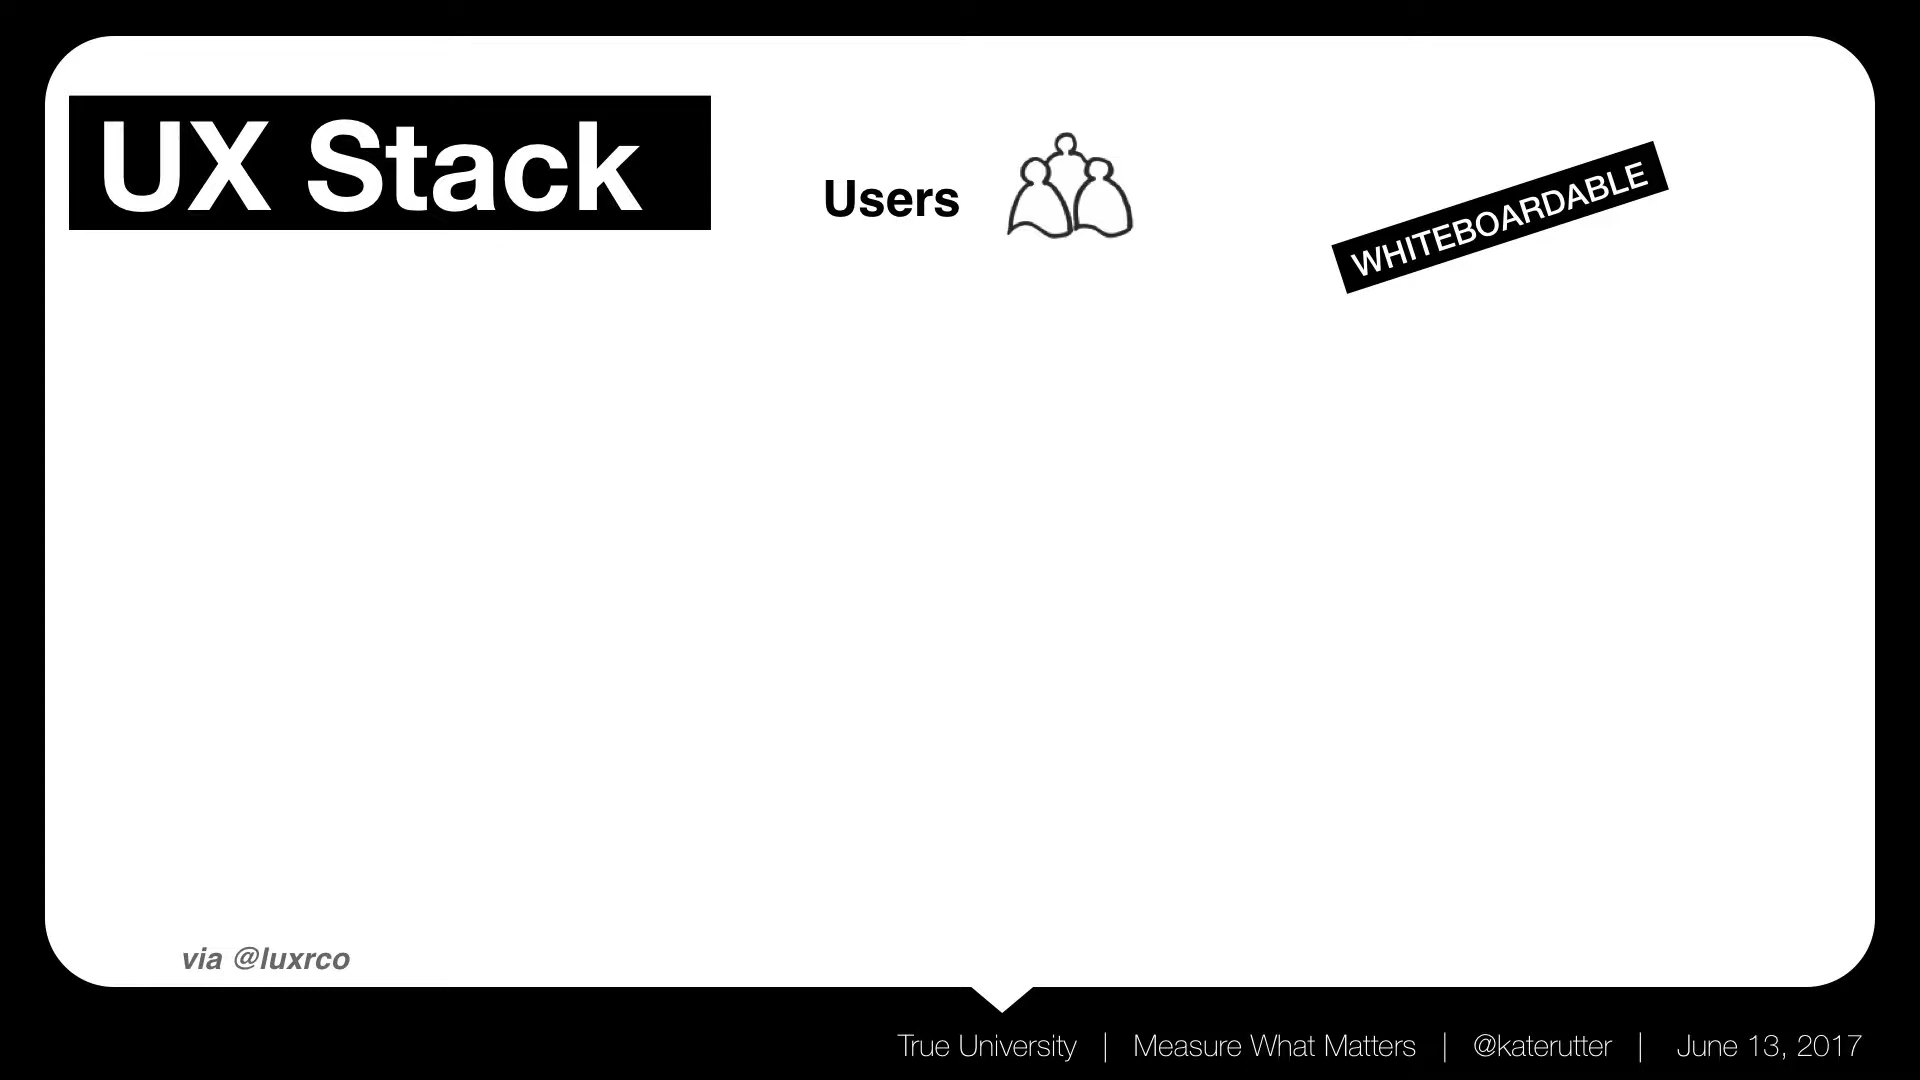 UX Stack
Users
WHITEBOARDABLE
via @luxrco
True University | Measure What Matters | @katerutter | June 13, 2017